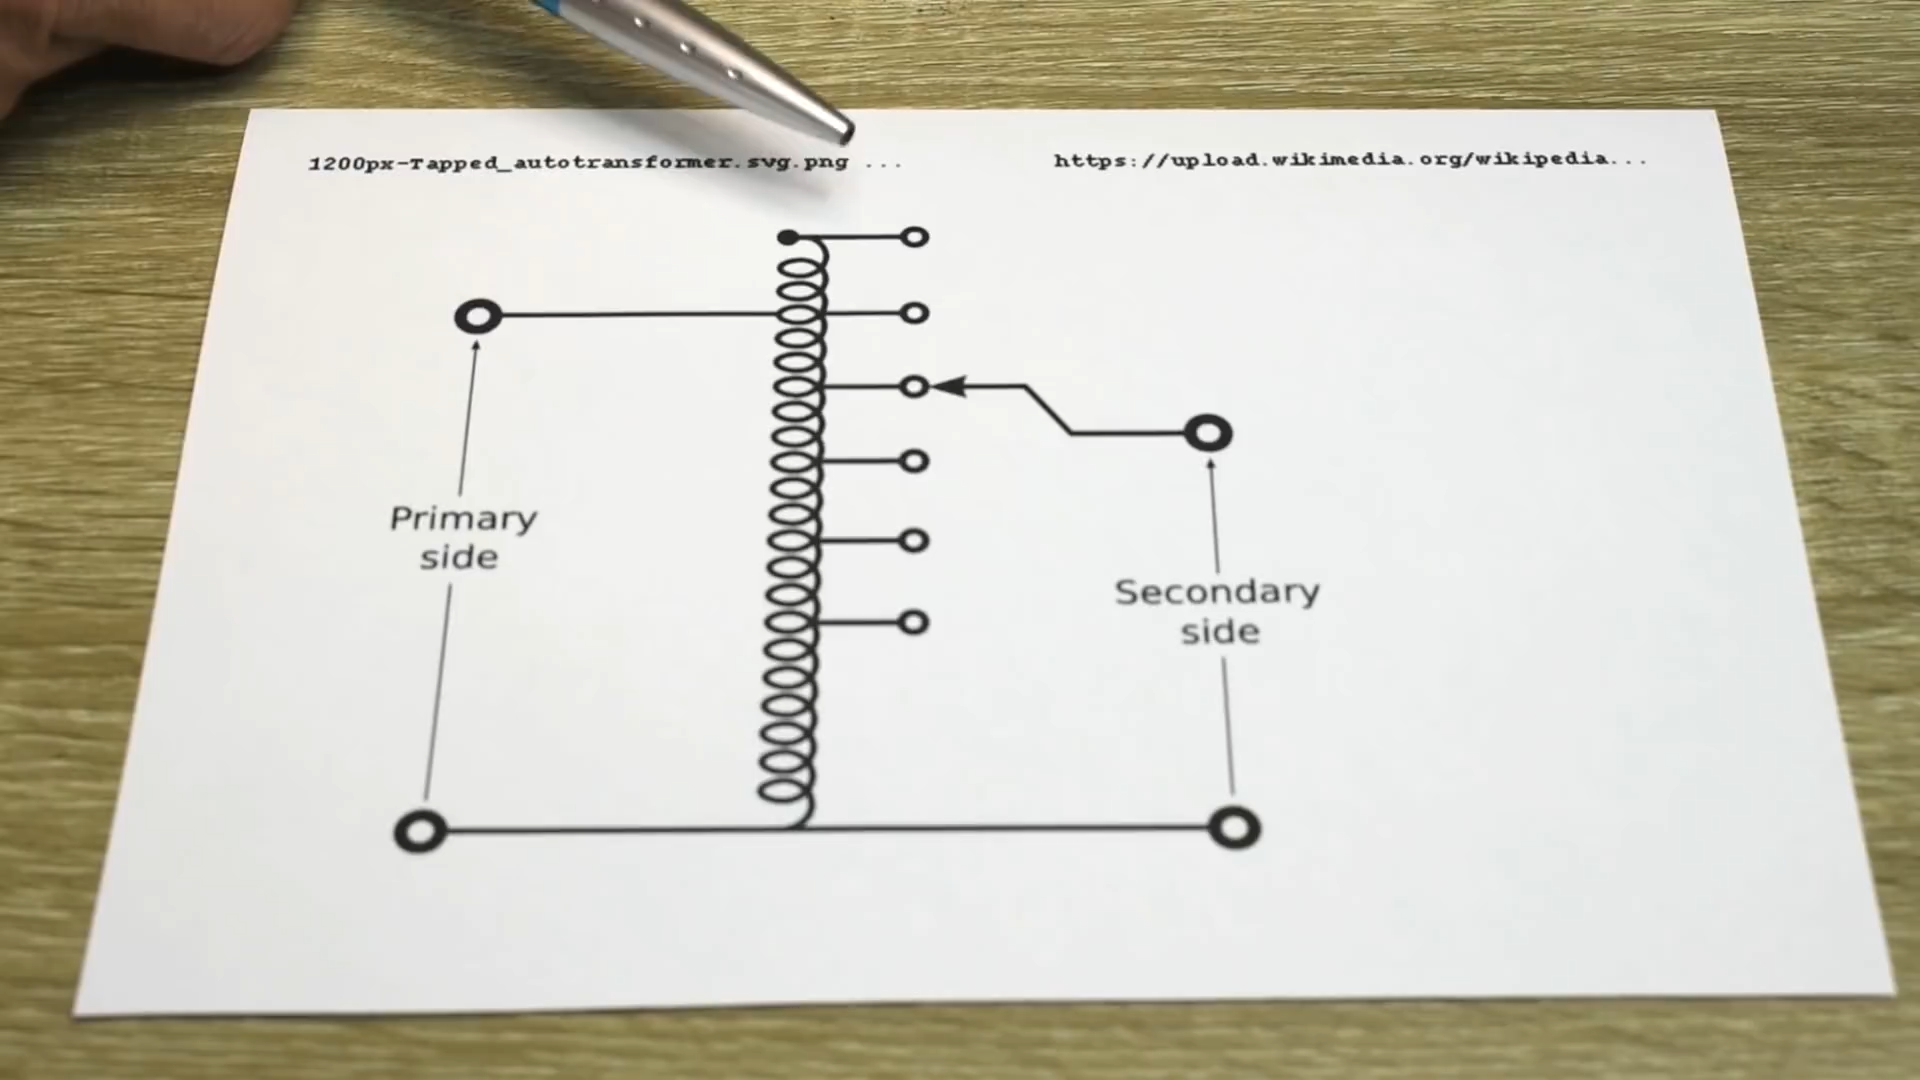 1200px-Tapped_autotransformer.svg.png ...
https://upload.wikimedia.org/wikipedia...
Primary
side
Secondary
side